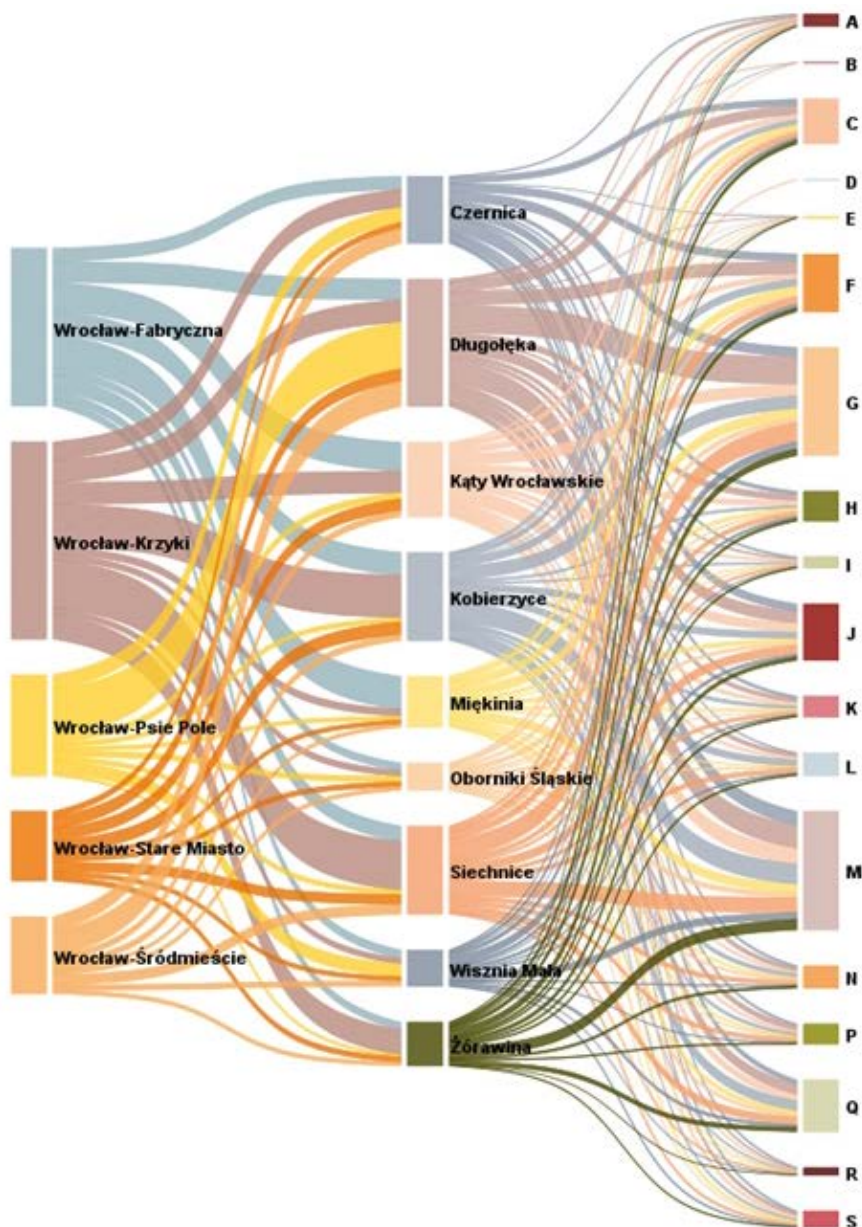 Wrocław-Fabryczna
Wrocław-Krzyki
Wrocław-Psie Pole
Wrocław-Stare Miasto
Wrocław-Śródmieście
Czernica
Długołęka
Kąty Wrocławskie
Kobierzyce
Miękinia
Oborniki Śląskie
Siechnice
Wisznia Mała
Żórawina
A
B
C
D
E
F
G
H
I
J
K
L
M
N
P
Q
R
S